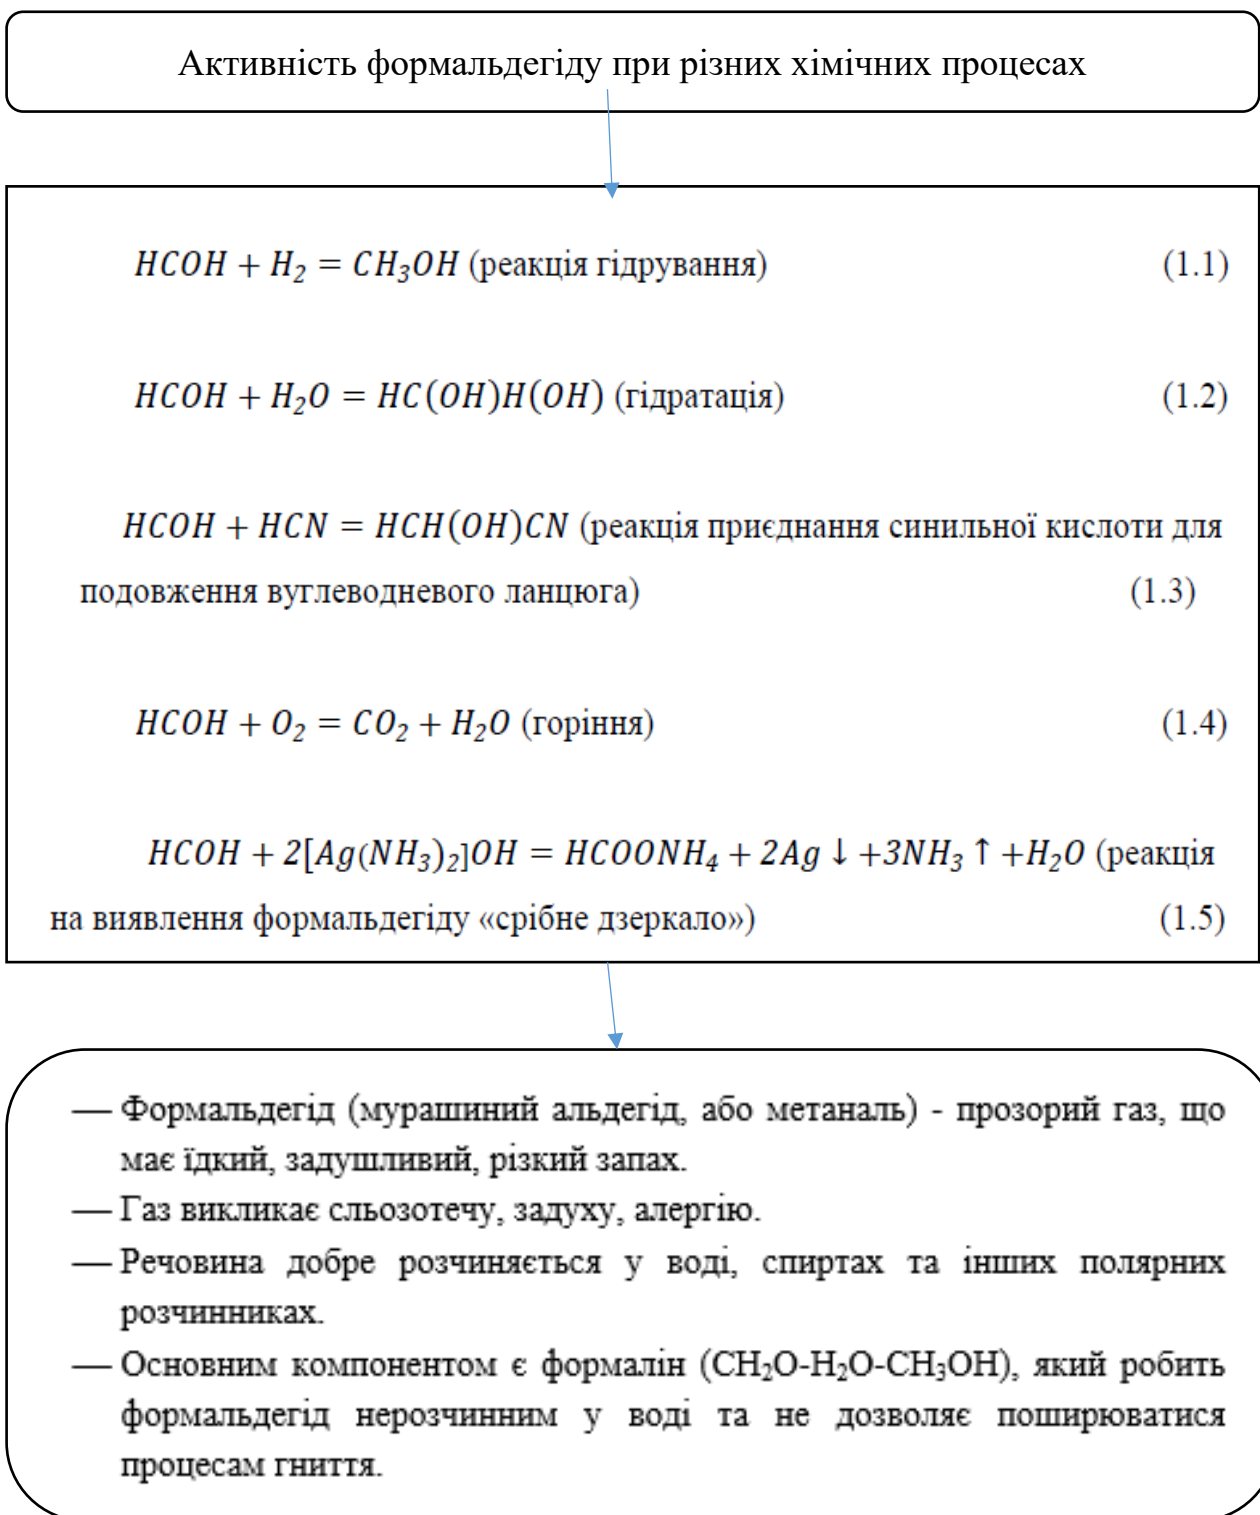 Активність формальдегіду при різних хімічних процесах
HCOH + H₂ = CH₃OH (реакція гідрування) (1.1)
HCOH + H₂O = HC(OH)H(OH) (гідратація) (1.2)
HCOH + HCN = HCH(OH)CN (реакція приєднання синильної кислоти для
подовження вуглеводневого ланцюга) (1.3)
HCOH + O₂ = CO₂ + H₂O (горіння) (1.4)
HCOH + 2[Ag(NH₃)₂]OH = HCOONH₄ + 2Ag ↓ +3NH₃ ↑ +H₂O (реакція
на виявлення формальдегіду «срібне дзеркало») (1.5)
— Формальдегід (мурашиний альдегід, або метаналь) - прозорий газ, що
має їдкий, задушливий, різкий запах.
— Газ викликає сльозотечу, задуху, алергію.
— Речовина добре розчиняється у воді, спиртах та інших полярних
розчинниках.
— Основним компонентом є формалін (CH₂O-H₂O-CH₃OH), який робить
формальдегід нерозчинним у воді та не дозволяє поширюватися
процесам гниття.